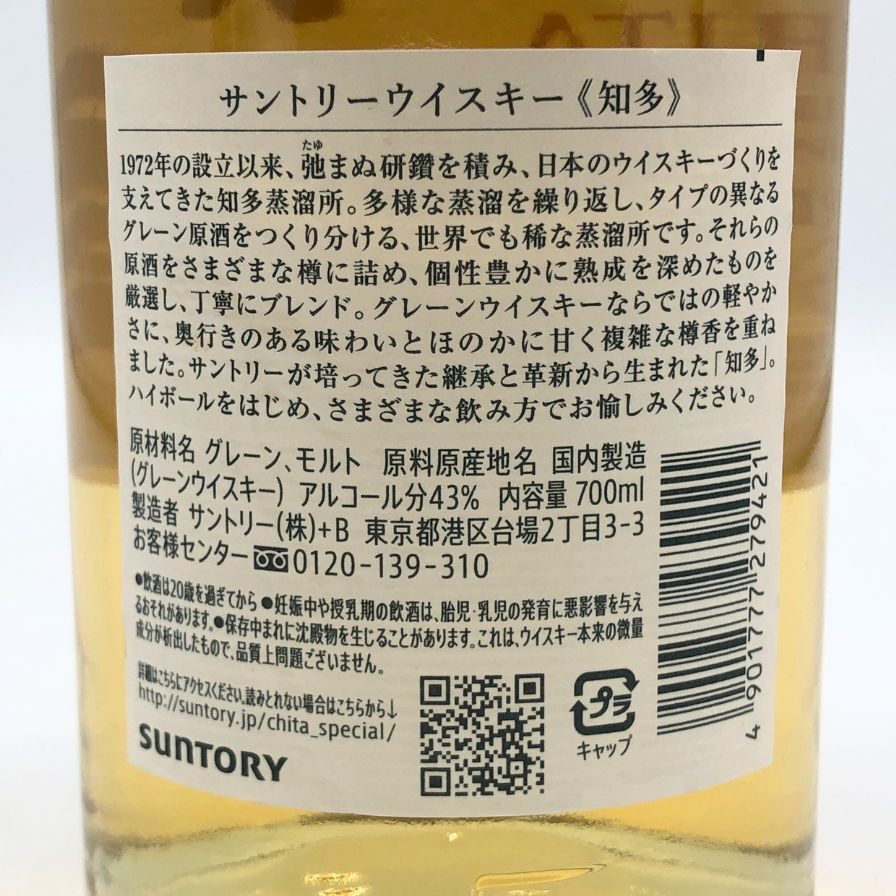 サントリーウイスキー《知多》
たゆ
1972年の設立以来、弛まぬ研鑽を積み、日本のウイスキーづくりを
支えてきた知多蒸溜所。多様な蒸溜を繰り返し、タイプの異なる
グレーン原酒をつくり分ける、世界でも稀な蒸溜所です。それらの
原酒をさまざまな樽に詰め、個性豊かに熟成を深めたものを
厳選し、丁寧にブレンド。グレーンウイスキーならではの軽やか
さに、奥行きのある味わいとほのかに甘く複雑な樽香を重ね
ました。サントリーが培ってきた継承と革新から生まれた「知多」。
ハイボールをはじめ、さまざまな飲み方でお愉しみください。
原材料名 グレーン、モルト 原料原産地名 国内製造
(グレーンウイスキー) アルコール分43% 内容量 700ml
製造者 サントリー(株)+B 東京都港区台場2丁目3-3
お客様センター 0120-139-310
●飲酒は20歳を過ぎてから ●妊娠中や授乳期の飲酒は、胎児・乳児の発育に悪影響を与え
るおそれがあります。●保存中まれに沈殿物を生じることがあります。これは、ウイスキー本来の微量
成分が析出したもので、品質上問題ございません。
詳細はこちらにアクセスください。読みとれない場合はこちらから↓
http://suntory.jp/chita_special/
SUNTORY
プラ
キャップ
4 901777 279421